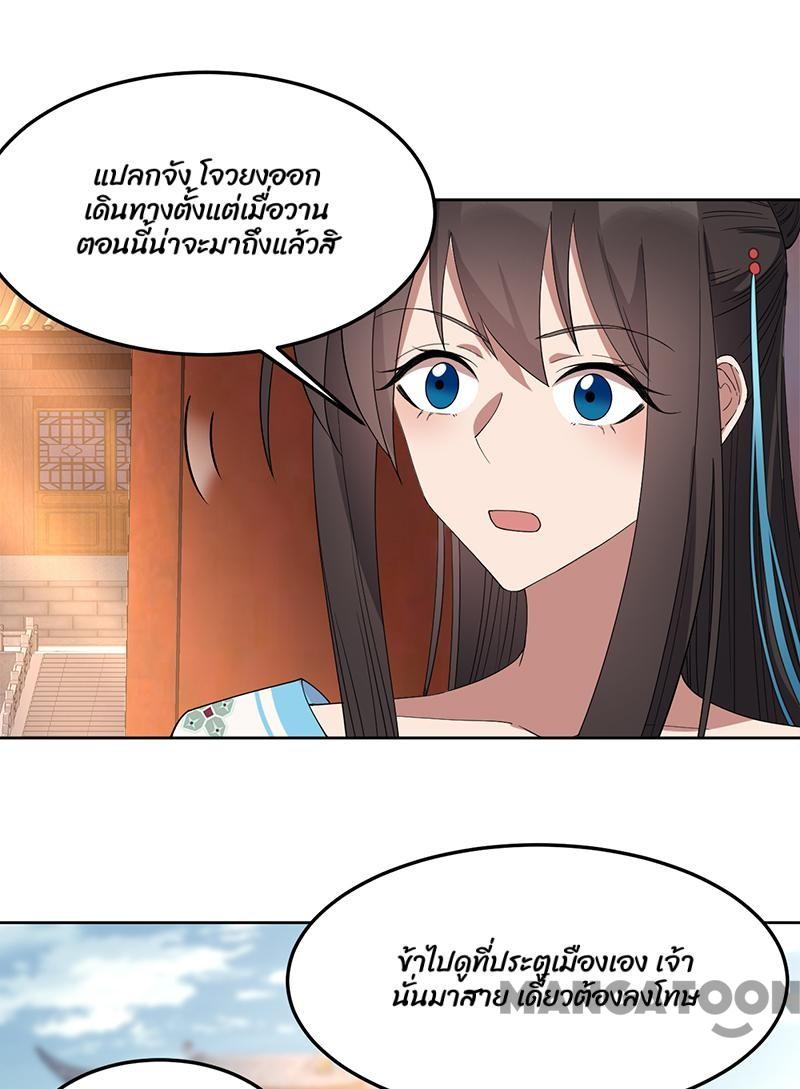 แปลกจัง โจวยงออก
เดินทางตั้งแต่เมื่อวาน
ตอนนี้น่าจะมาถึงแล้วสิ
ข้าไปดูที่ประตูเมืองเอง เจ้า
นั่นมาสาย เดี๋ยวต้องลงโทษ
MANGATOON